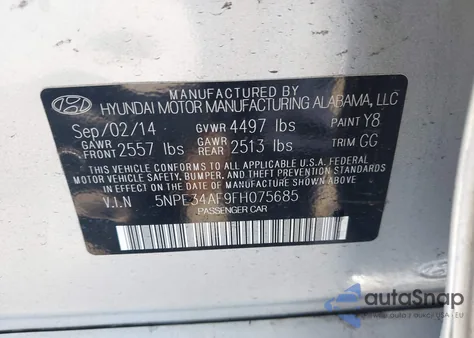 MANUFACTURED BY
HYUNDAI MOTOR MANUFACTURING ALABAMA, LLC
Sep/02/14 GVWR 4497 lbs PAINT Y8
GAWR FRONT 2557 lbs GAWR REAR 2513 lbs TRIM GG
THIS VEHICLE CONFORMS TO ALL APPLICABLE U.S.A. FEDERAL
MOTOR VEHICLE SAFETY, BUMPER, AND THEFT PREVENTION
STANDARDS IN EFFECT ON THE DATE OF MANUFACTURE SHOWN ABOVE.
V.I.N 5NPE34AF9FH075685
PASSENGER CAR
autoSnap